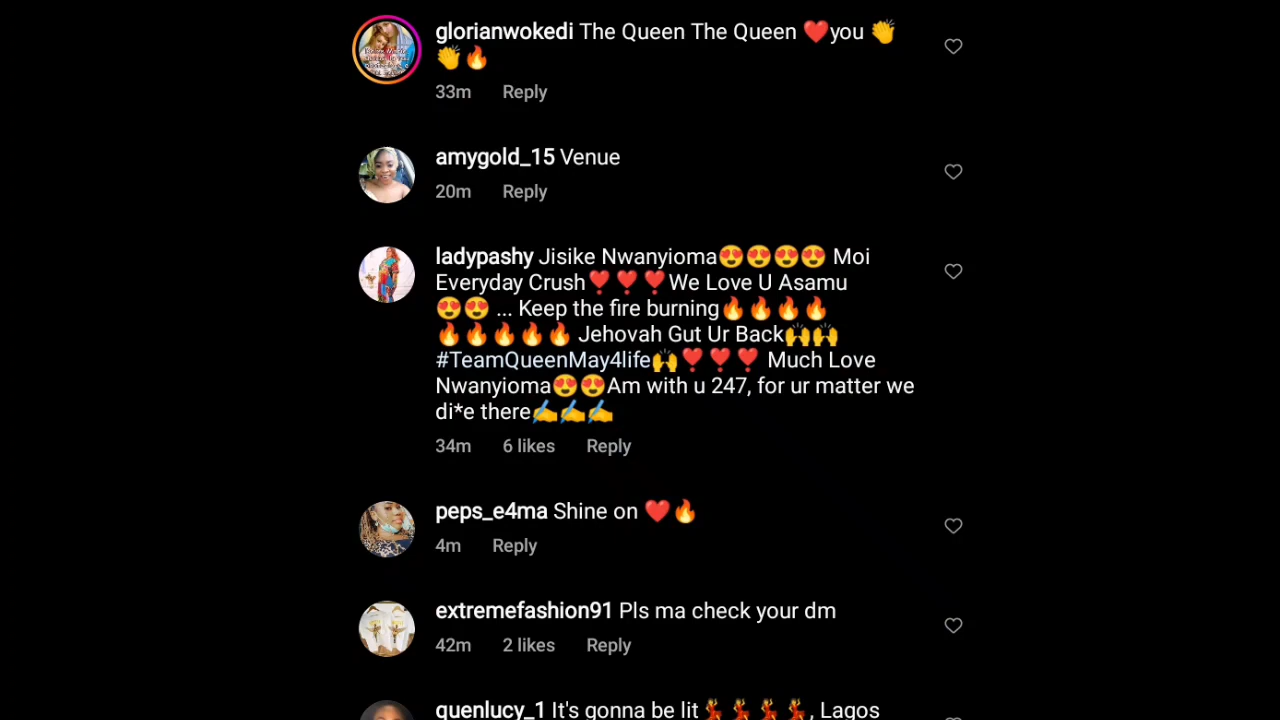 glorianwokedi The Queen The Queen ❤️you 👏
👏🔥
33m Reply
amygold_15 Venue
20m Reply
ladypashy Jisike Nwanyioma😍😍😍😍 Moi
Everyday Crush❣️❣️❣️We Love U Asamu
😍😍 ... Keep the fire burning🔥🔥🔥🔥
🔥🔥🔥🔥🔥 Jehovah Gut Ur Back🙌🙌
#TeamQueenMay4life🙌❣️❣️❣️ Much Love
Nwanyioma😍😍Am with u 247, for ur matter we
di*e there✍️✍️✍️
34m 6 likes Reply
peps_e4ma Shine on ❤️🔥
4m Reply
extremefashion91 Pls ma check your dm
42m 2 likes Reply
quenlucy_1 It's gonna be lit💃💃💃💃, Lagos